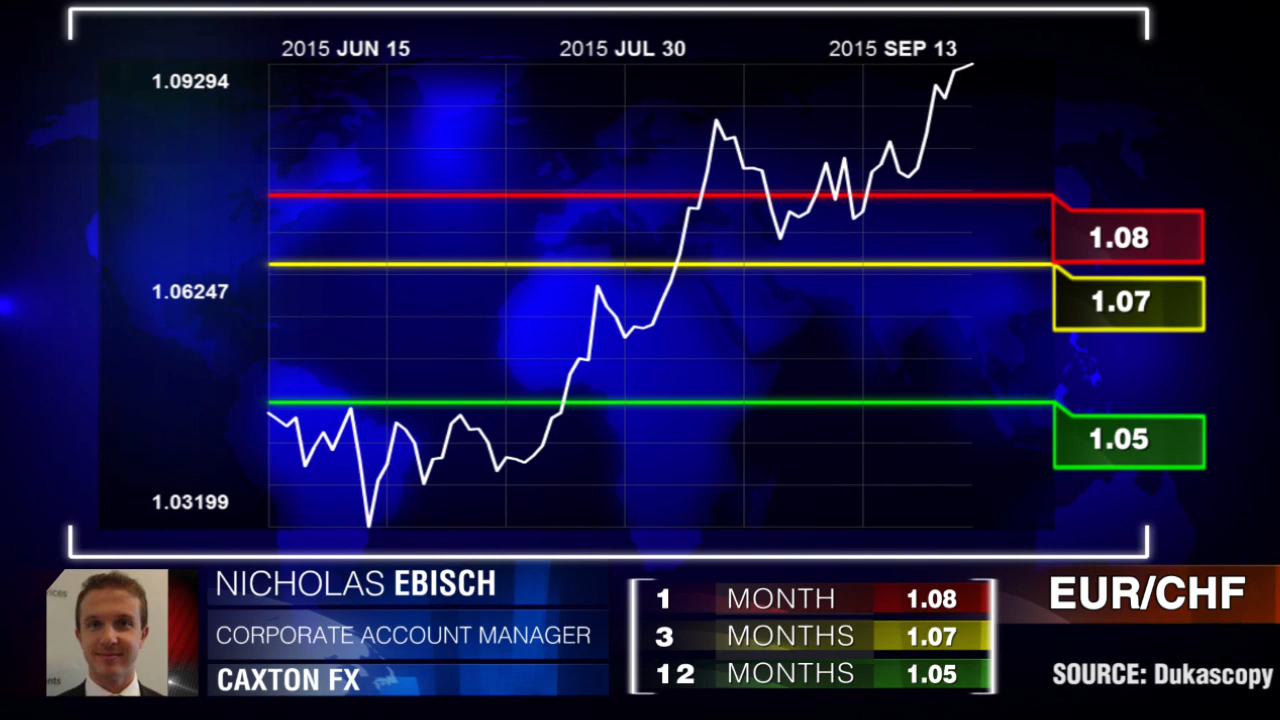 2015 JUN 15
2015 JUL 30
2015 SEP 13
1.09294
1.06247
1.03199
1.08
1.07
1.05
NICHOLAS EBISCH
CORPORATE ACCOUNT MANAGER
CAXTON FX
1 MONTH 1.08
3 MONTHS 1.07
12 MONTHS 1.05
EUR/CHF
SOURCE: Dukascopy